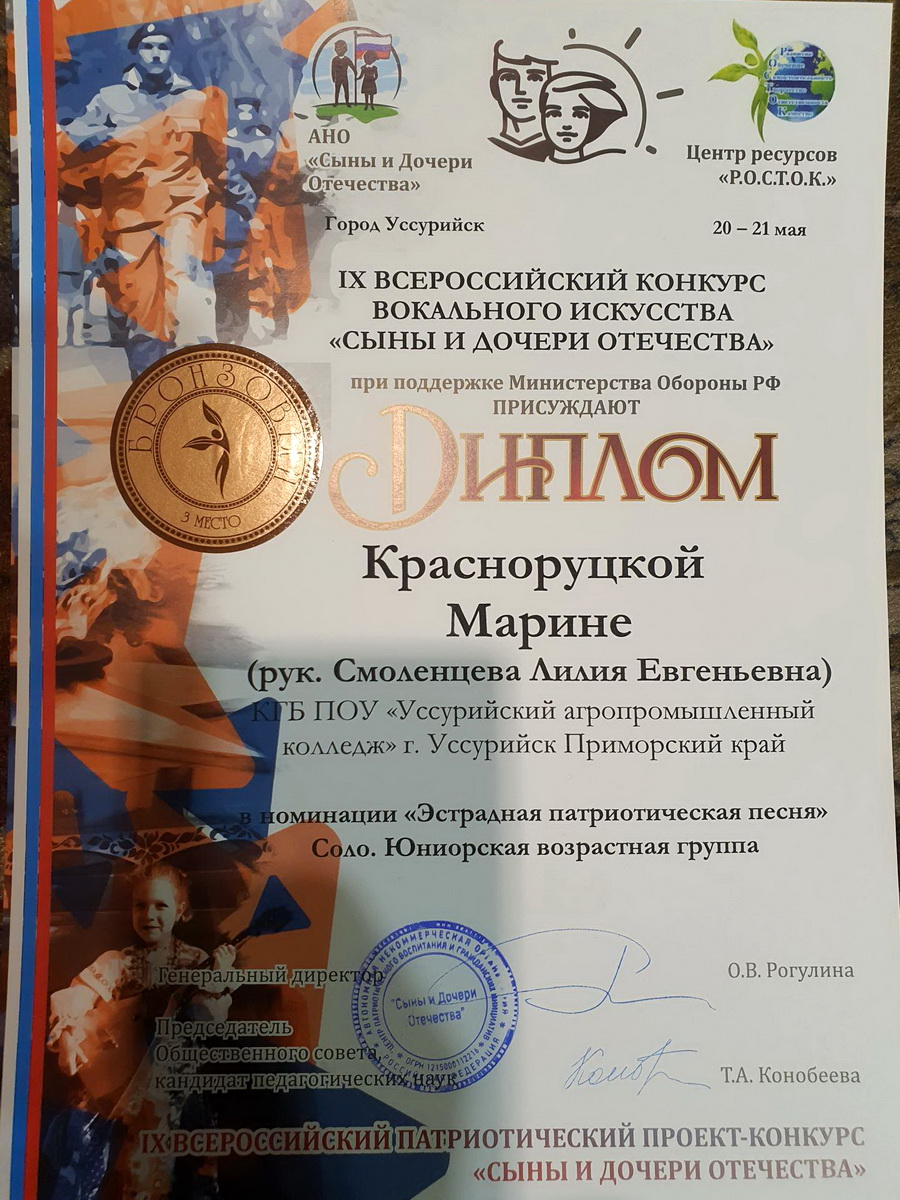 АНО
«Сыны и Дочери
Отечества»
Центр ресурсов
«Р.О.С.Т.О.К.»
Город Уссурийск
20 – 21 мая
IX ВСЕРОССИЙСКИЙ КОНКУРС
ВОКАЛЬНОГО ИСКУССТВА
«СЫНЫ И ДОЧЕРИ ОТЕЧЕСТВА»
при поддержке Министерства Обороны РФ
ПРИСУЖДАЮТ
БРОНЗОВЫЙ
3 МЕСТО
ДИПЛОМ
Красноруцкой
Марине
(рук. Смоленцева Лилия Евгеньевна)
КГБ ПОУ «Уссурийский агропромышленный
колледж» г. Уссурийск Приморский край
в номинации «Эстрадная патриотическая песня»
Соло. Юниорская возрастная группа
Генеральный директор
О.В. Рогулина
"Сыны и Дочери
Отечества"
Председатель
Общественного совета,
кандидат педагогических наук
Т.А. Конобеева
IX ВСЕРОССИЙСКИЙ ПАТРИОТИЧЕСКИЙ ПРОЕКТ-КОНКУРС
«СЫНЫ И ДОЧЕРИ ОТЕЧЕСТВА»